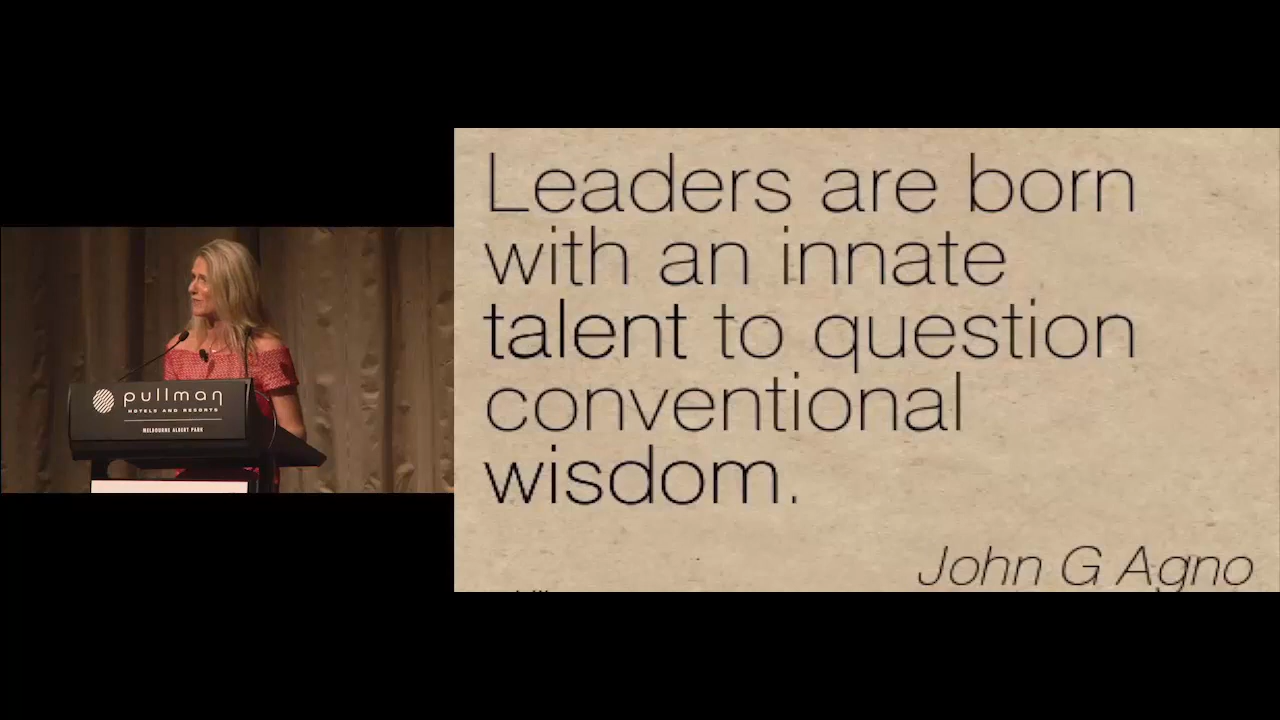 pullman
HOTELS AND RESORTS
MELBOURNE ALBERT PARK
Leaders are born
with an innate
talent to question
conventional
wisdom.
John G Agno